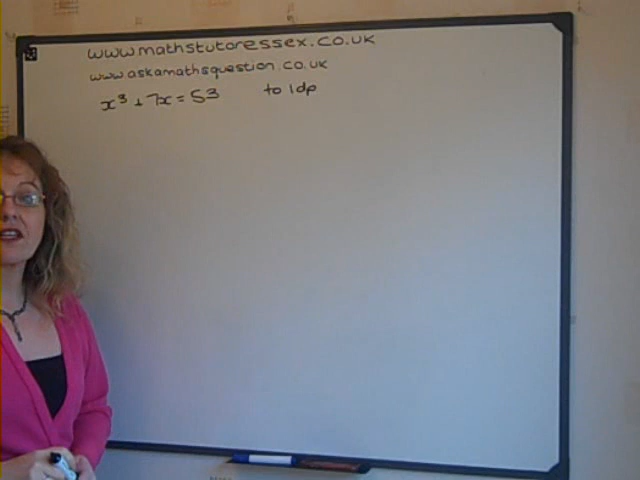 www.mathstutoressex.co.uk
www.askamathsquestion.co.uk
x³ + 7x = 53 to 1dp